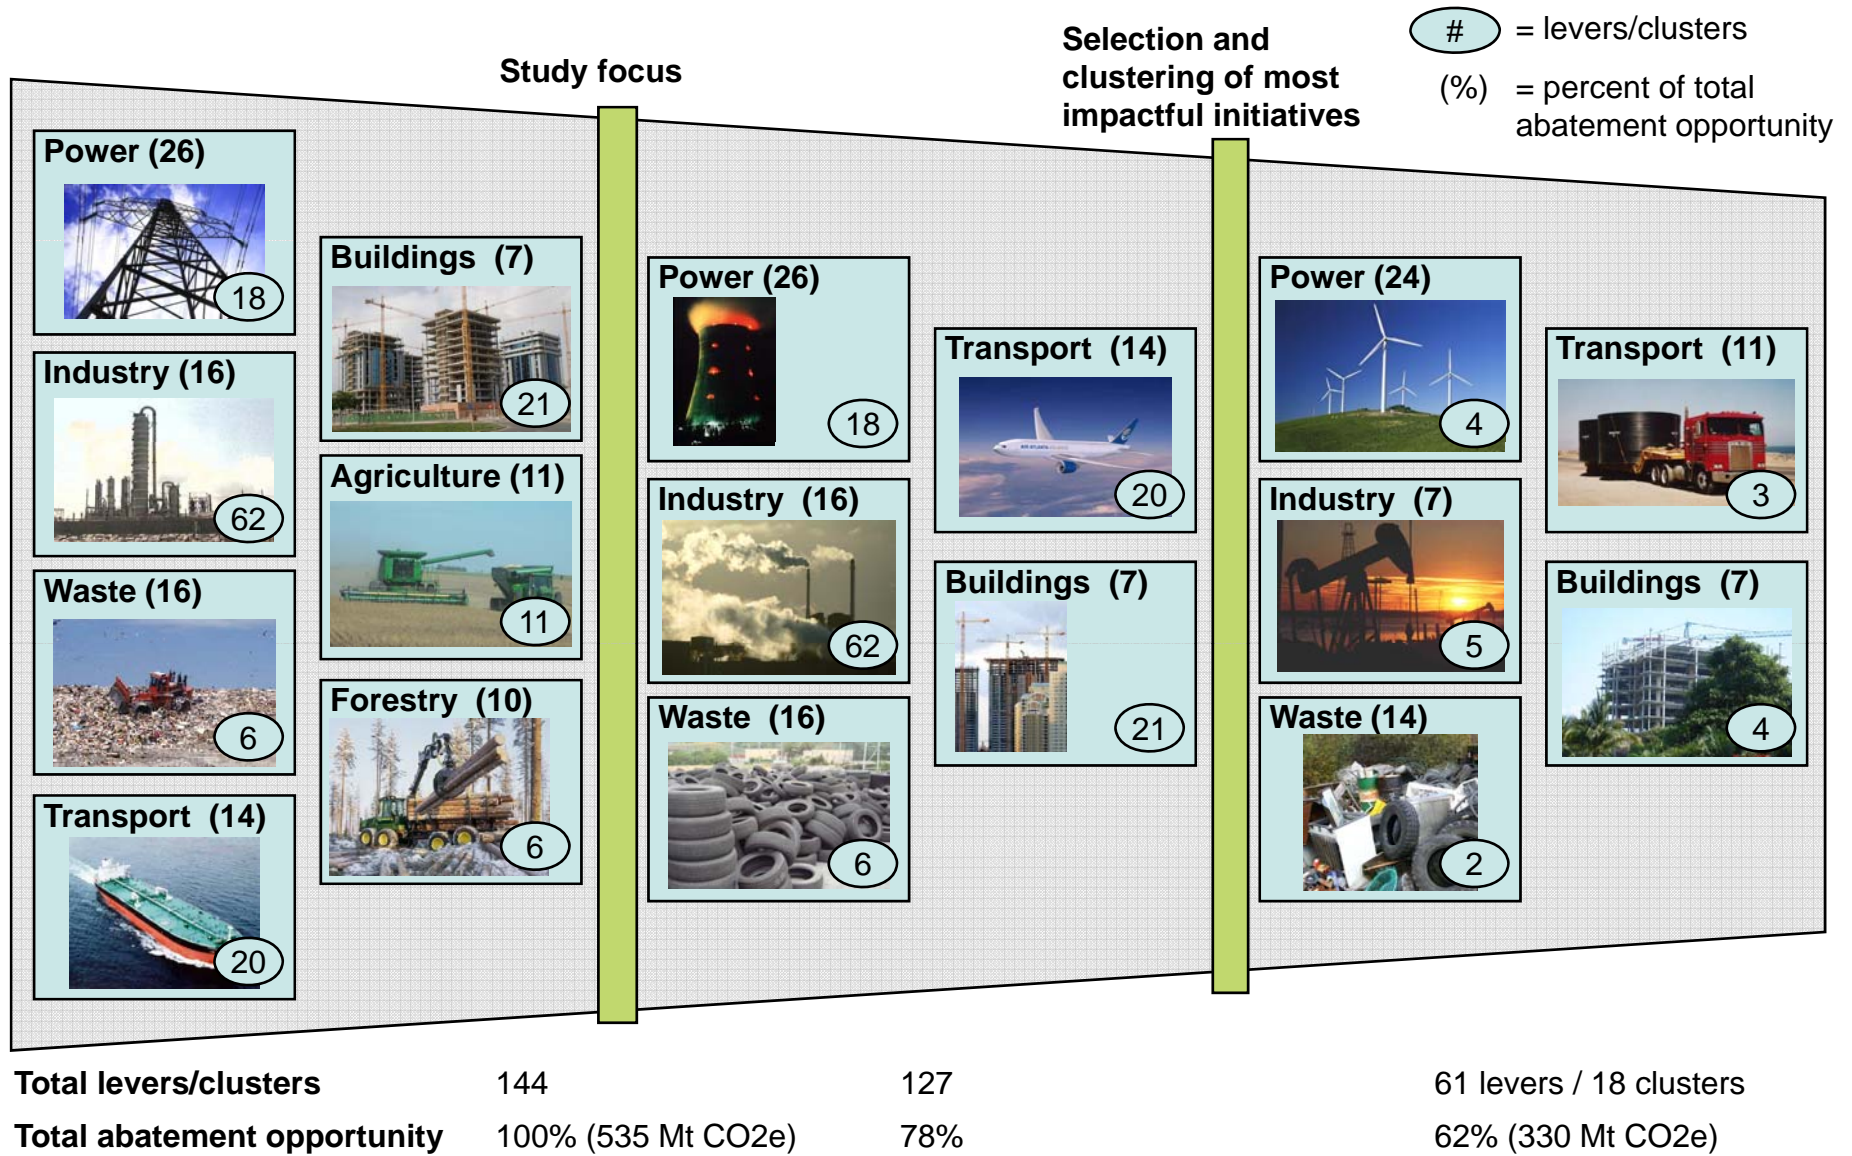 Study focus
Selection and
clustering of most
impactful initiatives
# = levers/clusters
(%) = percent of total
abatement opportunity
Power (26)
18
Industry (16)
62
Waste (16)
6
Transport (14)
20
Buildings (7)
21
Agriculture (11)
11
Forestry (10)
6
Power (26)
18
Industry (16)
62
Waste (16)
6
Transport (14)
20
Buildings (7)
21
Power (24)
4
Industry (7)
5
Waste (14)
2
Transport (11)
3
Buildings (7)
4
Total levers/clusters 144 127 61 levers / 18 clusters
Total abatement opportunity 100% (535 Mt CO2e) 78% 62% (330 Mt CO2e)